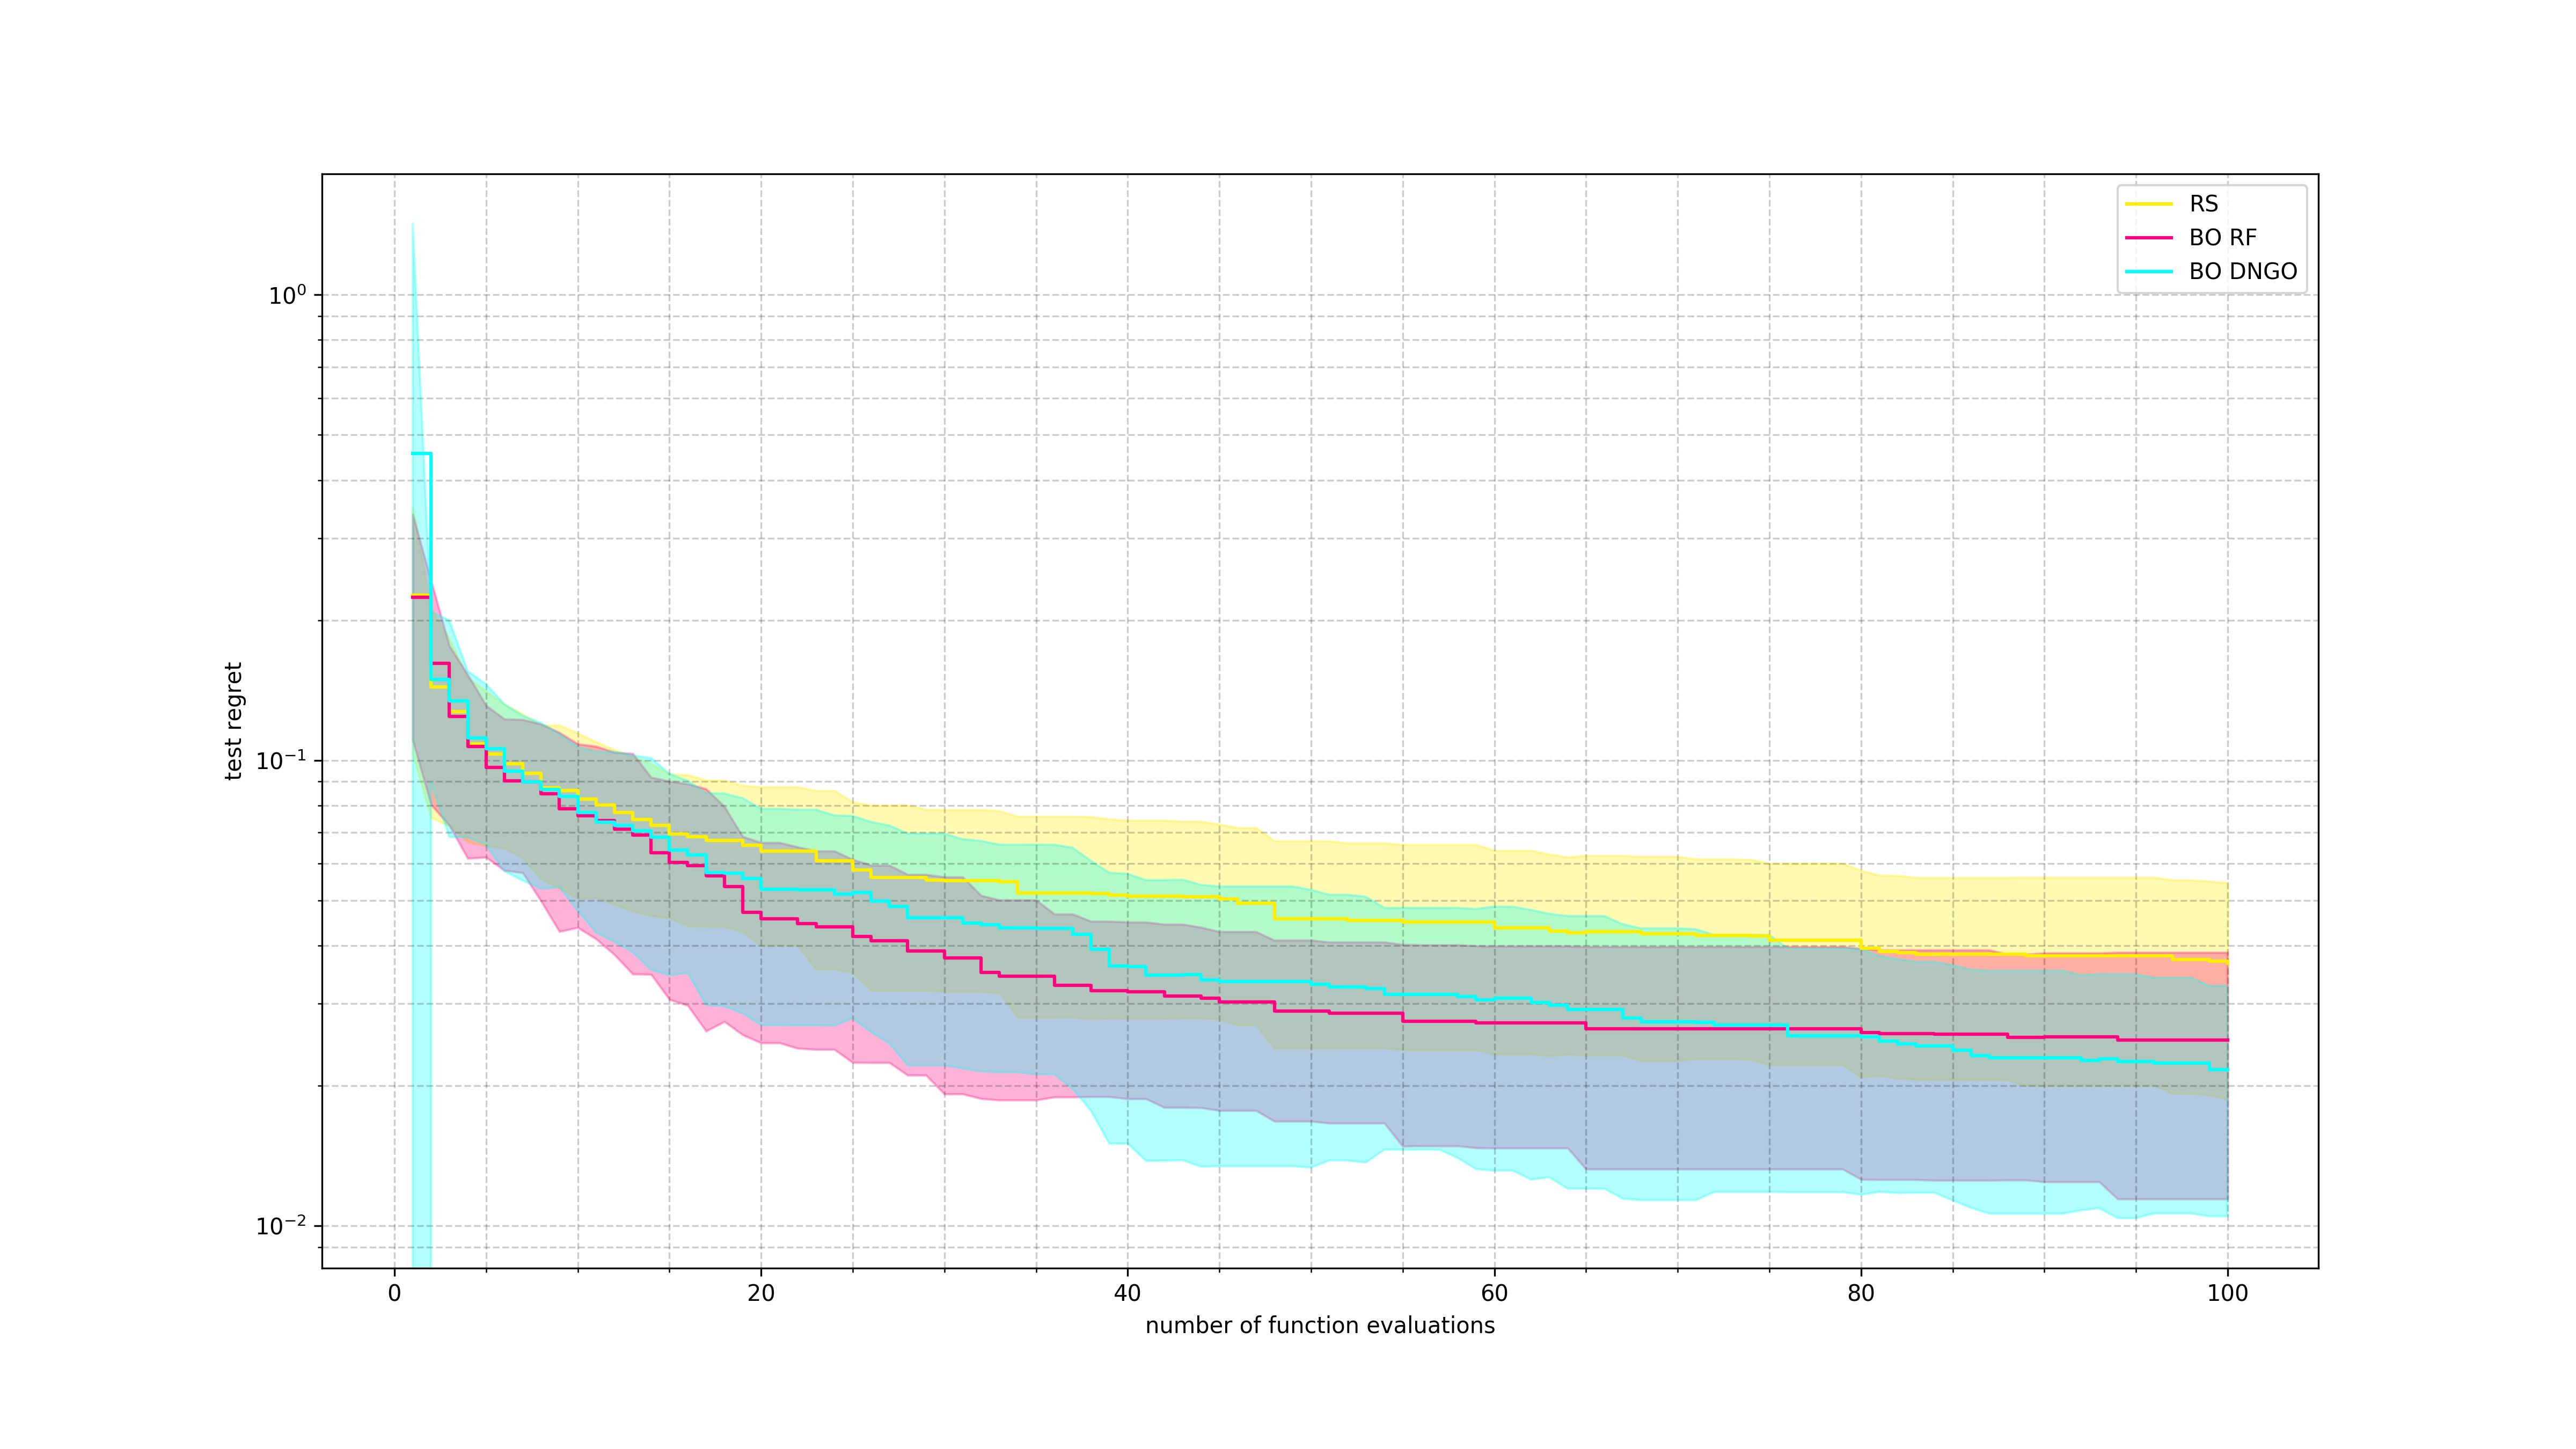 RS
BO RF
BO DNGO
10⁰
10⁻¹
10⁻²
test regret
0 20 40 60 80 100
number of function evaluations